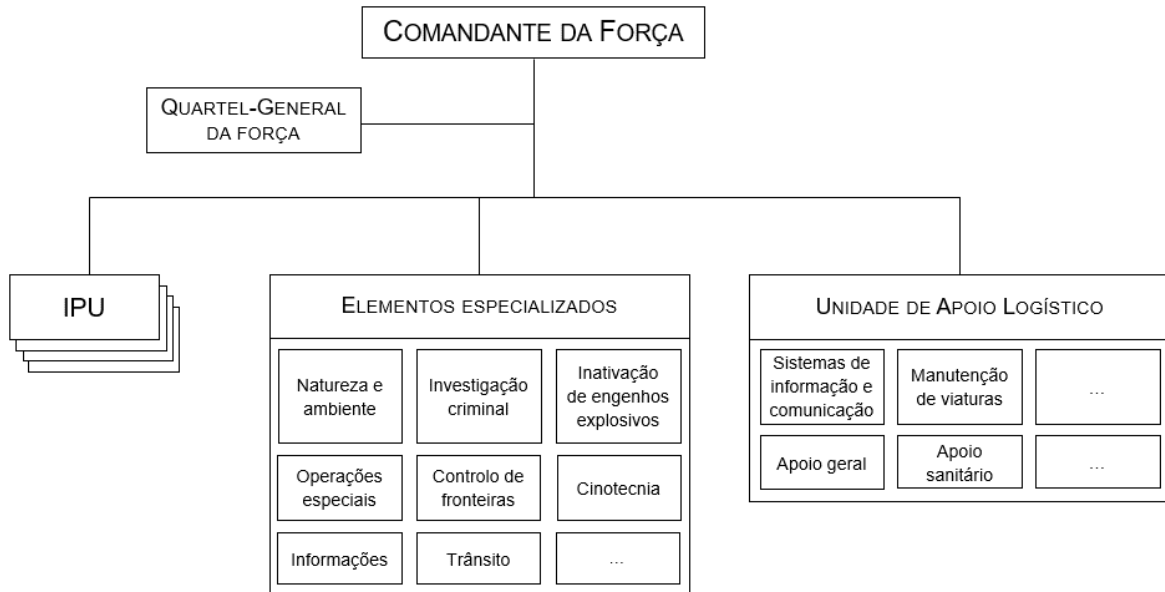 COMANDANTE DA FORÇA
QUARTEL-GENERAL
DA FORÇA
IPU
ELEMENTOS ESPECIALIZADOS
Natureza e
ambiente
Investigação
criminal
Inativação
de engenhos
explosivos
Operações
especiais
Controlo de
fronteiras
Cinotecnia
Informações
Trânsito
...
UNIDADE DE APOIO LOGÍSTICO
Sistemas de
informação e
comunicação
Manutenção
de viaturas
...
Apoio geral
Apoio
sanitário
...